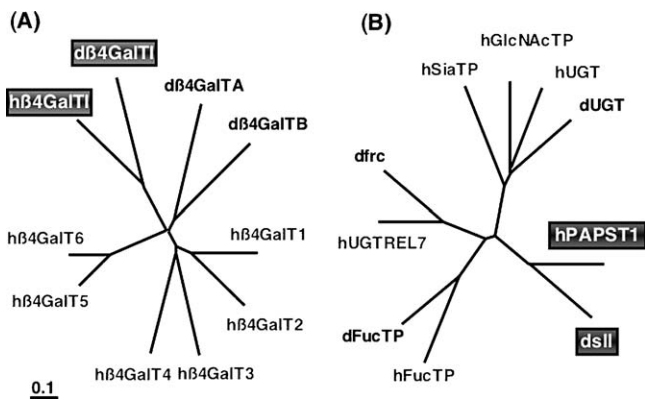 (A)
dß4GalTI
hß4GalTI
dß4GalTA
dß4GalTB
hß4GalT6
hß4GalT5
hß4GalT1
hß4GalT2
hß4GalT4
hß4GalT3
0.1
(B)
hGlcNAcTP
hSiaTP
hUGT
dUGT
dfrc
hUGTREL7
hPAPST1
dsll
dFucTP
hFucTP